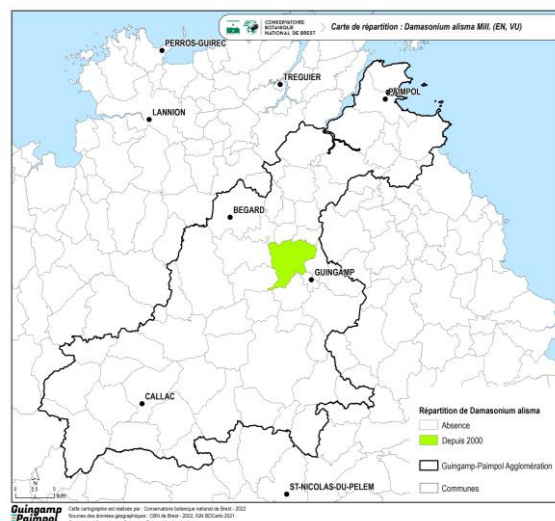 CONSERVATOIRE
BOTANIQUE
NATIONAL DE BREST
Carte de répartition : Damasonium alisma Mill. (EN, VU)
PERROS-GUIREC
TREGUIER
PAIMPOL
LANNION
BEGARD
GUINGAMP
CALLAC
ST-NICOLAS-DU-PELEM
Répartition de Damasonium alisma
Absence
Depuis 2000
Guingamp-Paimpol Agglomération
Communes
N
0
5
km
Guingamp
Paimpol
Cette cartographie est réalisée par : Conservatoire botanique national de Brest - 2022
Sources des données géographiques : CBN de Brest - 2022, IGN BDCarto 2021